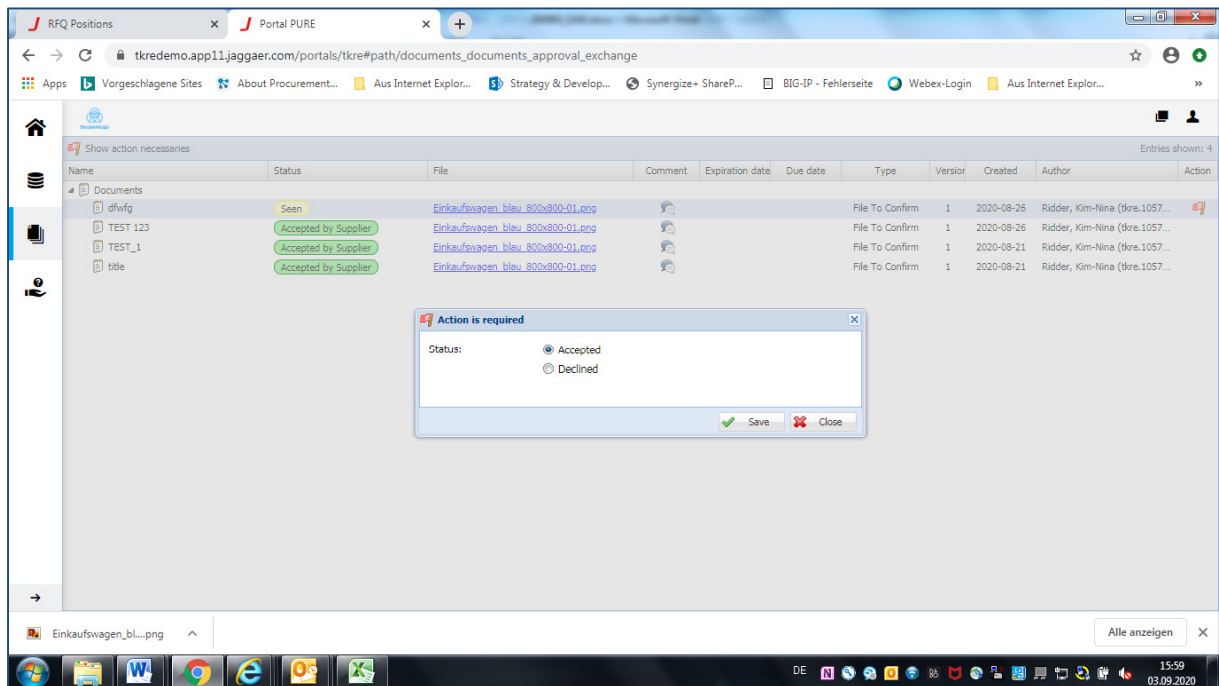 RFQ Positions
Portal PURE
tkredemo.app11.jaggaer.com/portals/tkre#path/documents_documents_approval_exchange
Apps Vorgeschlagene Sites About Procurement... Aus Internet Explor... Strategy & Develop... Synergize+ ShareP... BIG-IP - Fehlerseite Webex-Login Aus Internet Explor... »
Show action necessaries Entries shown: 4
Name Status File Comment Expiration date Due date Type Version Created Author Action
Documents
dfwfg Seen Einkaufswagen_blau_800x800-01.png File To Confirm 1 2020-08-26 Ridder, Kim-Nina (tkre.1057...
TEST 123 Accepted by Supplier Einkaufswagen_blau_800x800-01.png File To Confirm 1 2020-08-26 Ridder, Kim-Nina (tkre.1057...
TEST_1 Accepted by Supplier Einkaufswagen_blau_800x800-01.png File To Confirm 1 2020-08-21 Ridder, Kim-Nina (tkre.1057...
title Accepted by Supplier Einkaufswagen_blau_800x800-01.png File To Confirm 1 2020-08-21 Ridder, Kim-Nina (tkre.1057...
Action is required
Status: Accepted
Declined
Save Close
Einkaufswagen_bl....png Alle anzeigen
DE 15:59
03.09.2020